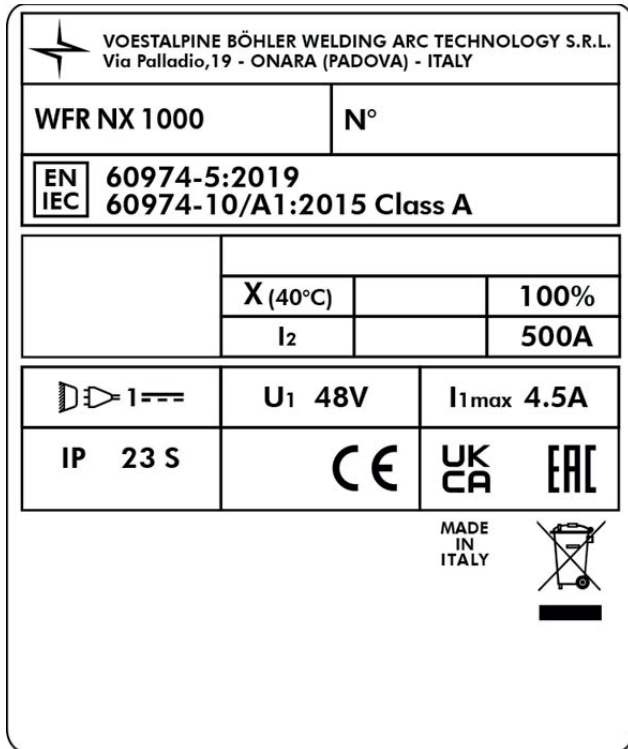 VOESTALPINE BÖHLER WELDING ARC TECHNOLOGY S.R.L.
Via Palladio,19 - ONARA (PADOVA) - ITALY
WFR NX 1000 N°
EN IEC
60974-5:2019
60974-10/A1:2015 Class A
X (40°C) 100%
I2 500A
1 U1 48V I1max 4.5A
IP 23 S CE UK CA EAC
MADE
IN
ITALY